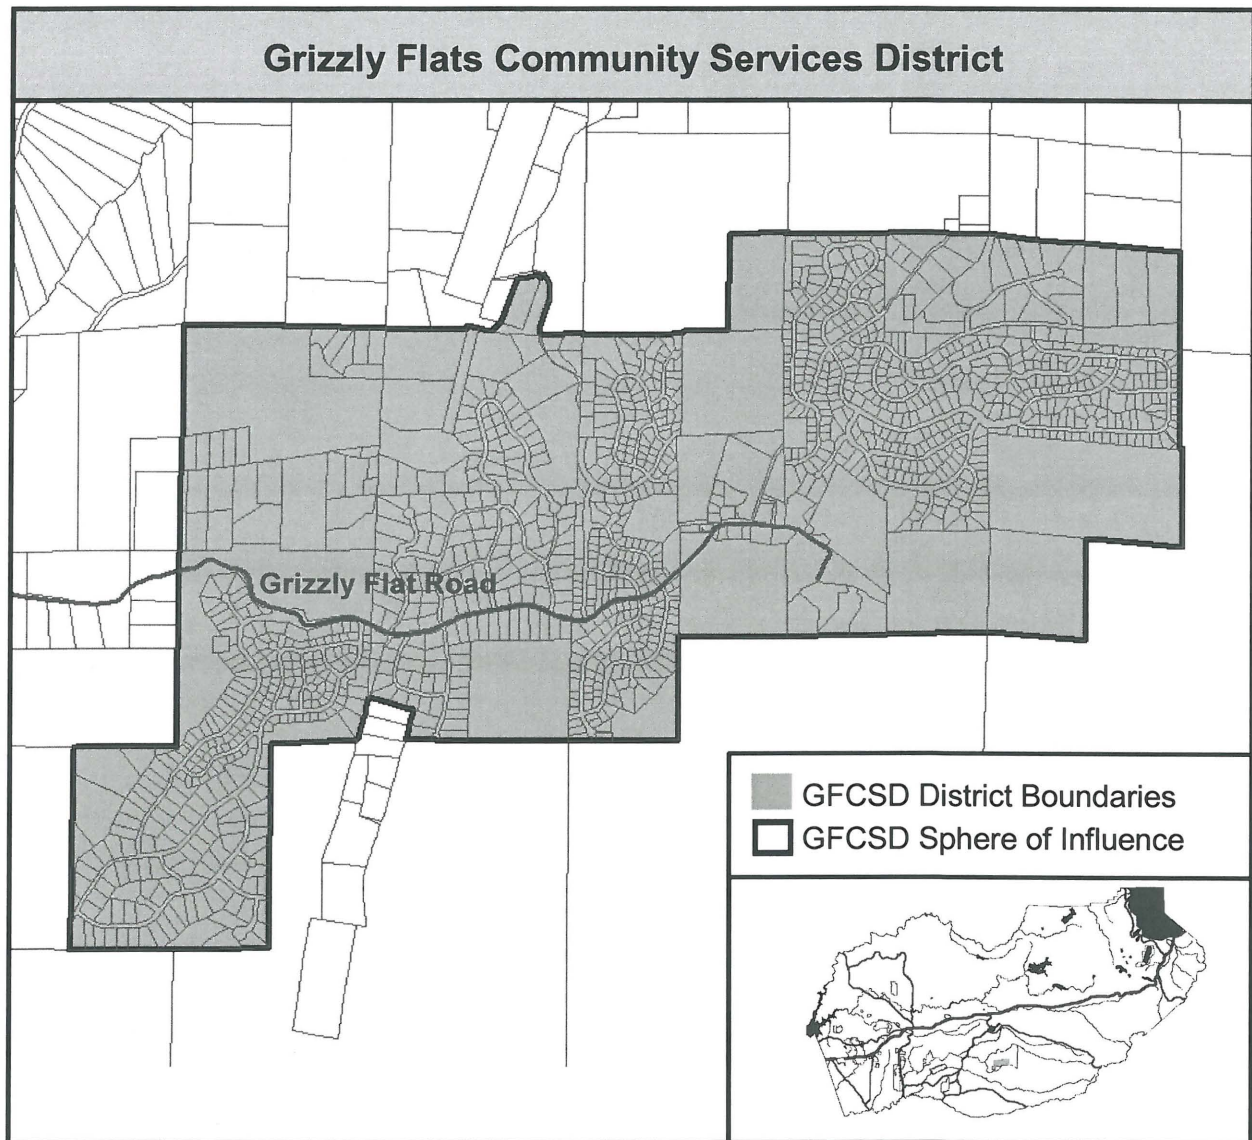 Grizzly Flats Community Services District
Grizzly Flat Road
GFCSD District Boundaries
GFCSD Sphere of Influence